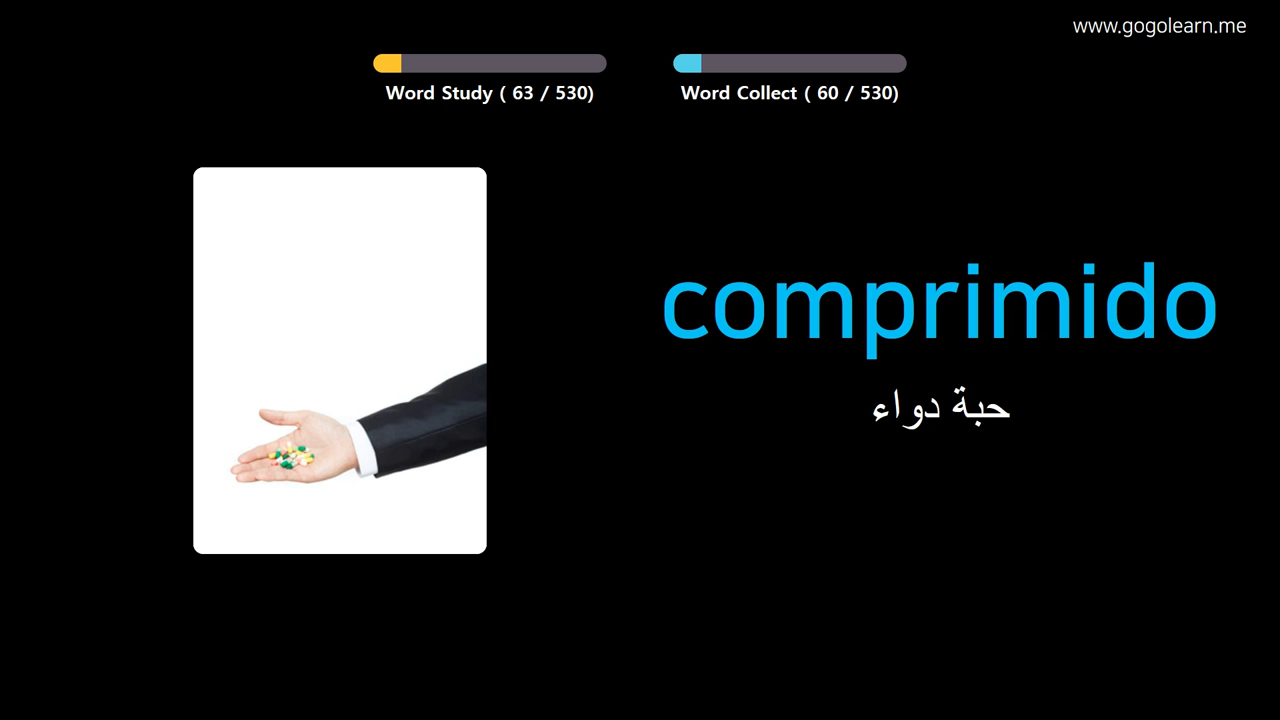 www.gogolearn.me
Word Study ( 63 / 530)
Word Collect ( 60 / 530)
comprimido
حبة دواء